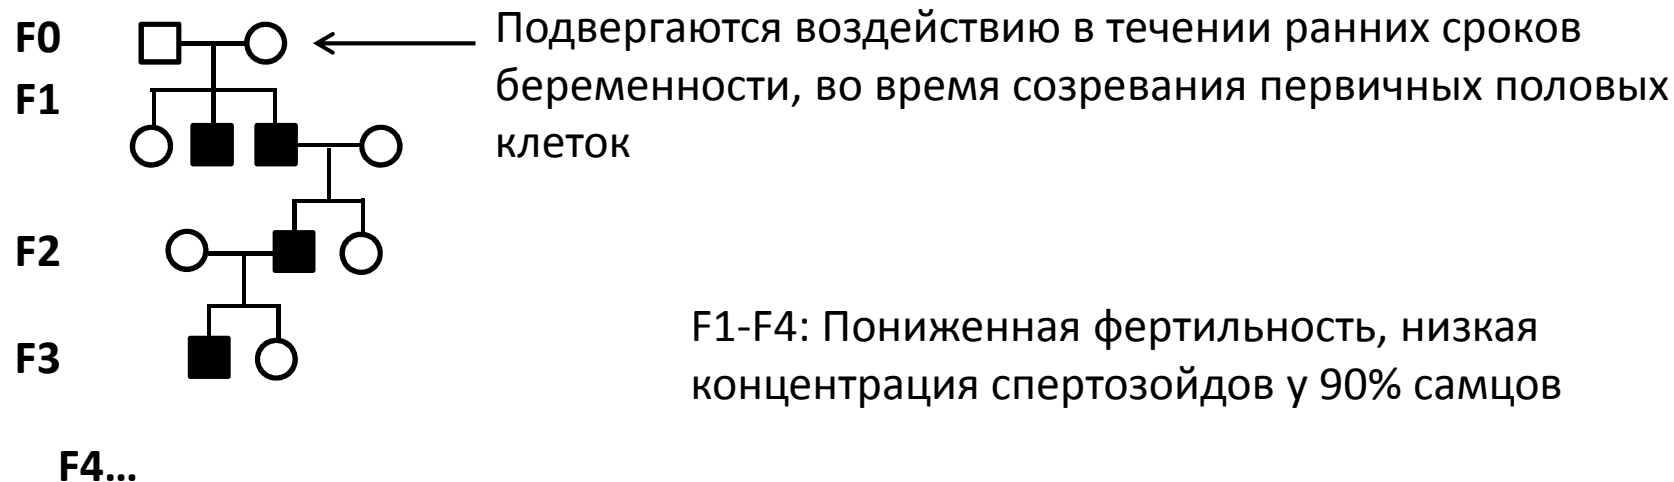 F0
Подвергаются воздействию в течении ранних сроков
беременности, во время созревания первичных половых
клеток
F1
F2
F1-F4: Пониженная фертильность, низкая
концентрация спертозойдов у 90% самцов
F3
F4...